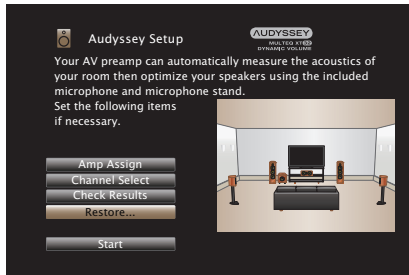 Audyssey Setup
AUDYSSEY
MULTEQ XT32
DYNAMIC VOLUME
Your AV preamp can automatically measure the acoustics of
your room then optimize your speakers using the included
microphone and microphone stand.
Set the following items
if necessary.
Amp Assign
Channel Select
Check Results
Restore...
Start